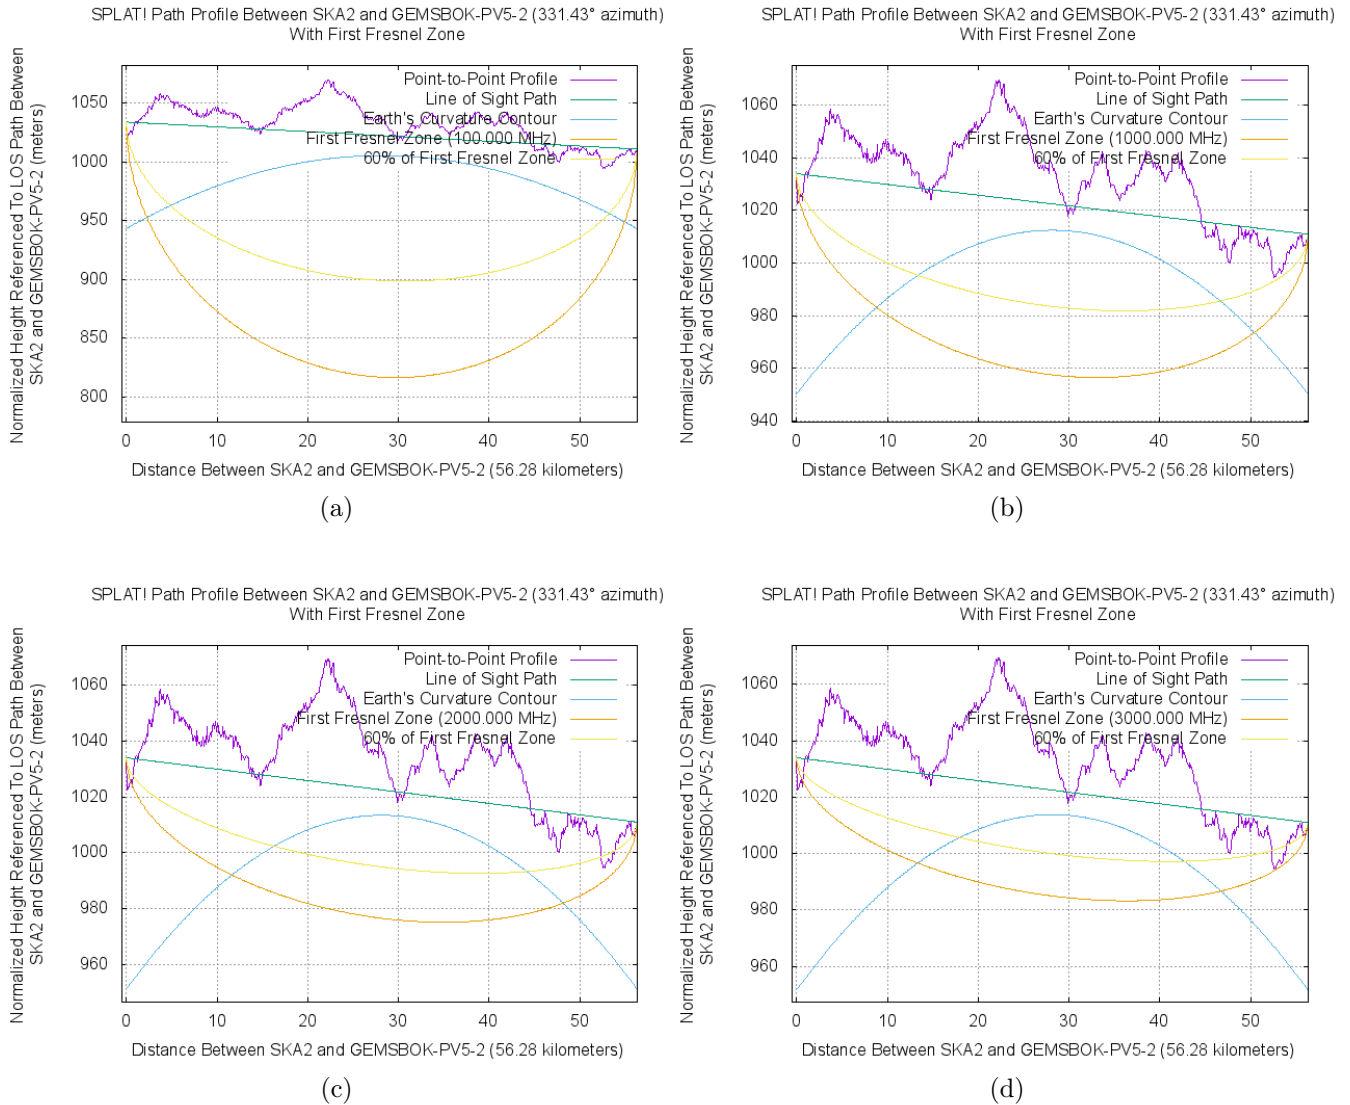 SPLAT! Path Profile Between SKA2 and GEMSBOK-PV5-2 (331.43° azimuth)
With First Fresnel Zone
Normalized Height Referenced To LOS Path Between
SKA2 and GEMSBOK-PV5-2 (meters)
Point-to-Point Profile
Line of Sight Path
Earth's Curvature Contour
First Fresnel Zone (100.000 MHz)
60% of First Fresnel Zone
1050
1000
950
900
850
800
0 10 20 30 40 50
Distance Between SKA2 and GEMSBOK-PV5-2 (56.28 kilometers)
(a)
SPLAT! Path Profile Between SKA2 and GEMSBOK-PV5-2 (331.43° azimuth)
With First Fresnel Zone
Normalized Height Referenced To LOS Path Between
SKA2 and GEMSBOK-PV5-2 (meters)
Point-to-Point Profile
Line of Sight Path
Earth's Curvature Contour
First Fresnel Zone (1000.000 MHz)
60% of First Fresnel Zone
1060
1040
1020
1000
980
960
940
0 10 20 30 40 50
Distance Between SKA2 and GEMSBOK-PV5-2 (56.28 kilometers)
(b)
SPLAT! Path Profile Between SKA2 and GEMSBOK-PV5-2 (331.43° azimuth)
With First Fresnel Zone
Normalized Height Referenced To LOS Path Between
SKA2 and GEMSBOK-PV5-2 (meters)
Point-to-Point Profile
Line of Sight Path
Earth's Curvature Contour
First Fresnel Zone (2000.000 MHz)
60% of First Fresnel Zone
1060
1040
1020
1000
980
960
0 10 20 30 40 50
Distance Between SKA2 and GEMSBOK-PV5-2 (56.28 kilometers)
(c)
SPLAT! Path Profile Between SKA2 and GEMSBOK-PV5-2 (331.43° azimuth)
With First Fresnel Zone
Normalized Height Referenced To LOS Path Between
SKA2 and GEMSBOK-PV5-2 (meters)
Point-to-Point Profile
Line of Sight Path
Earth's Curvature Contour
First Fresnel Zone (3000.000 MHz)
60% of First Fresnel Zone
1060
1040
1020
1000
980
960
0 10 20 30 40 50
Distance Between SKA2 and GEMSBOK-PV5-2 (56.28 kilometers)
(d)